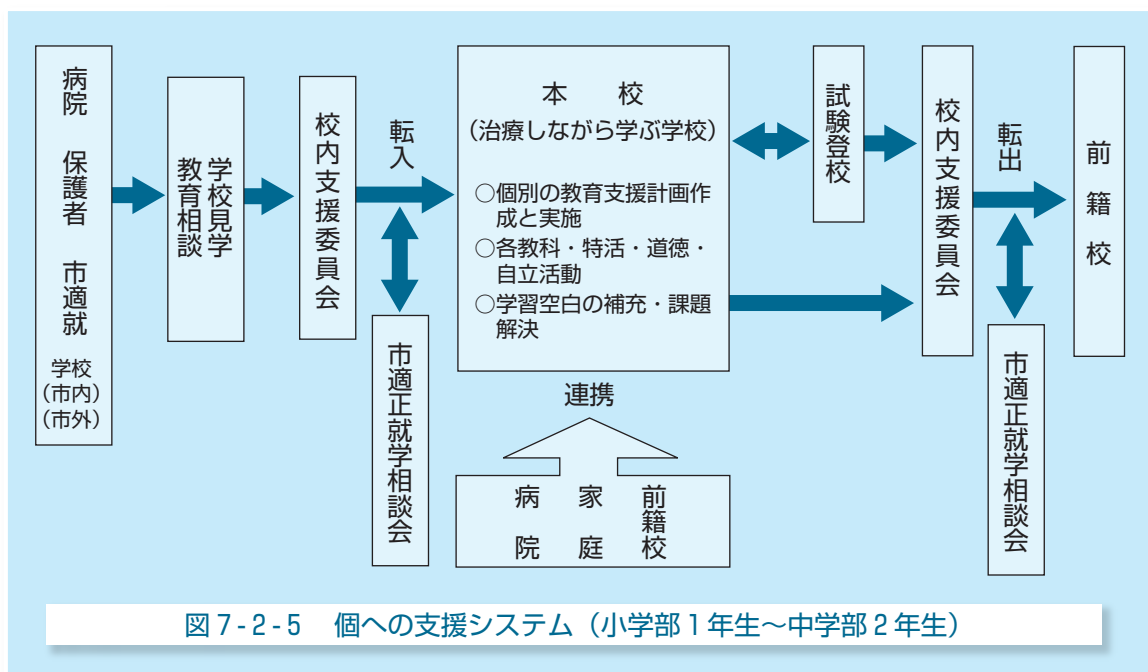 病院　保護者　市適就
学校
（市内）
（市外）
学校見学
教育相談
校内支援委員会
転入
市適正就学相談会
本　校
（治療しながら学ぶ学校）
○個別の教育支援計画作
成と実施
○各教科・特活・道徳・
自立活動
○学習空白の補充・課題
解決
連携
前籍校
家庭
病院
試験登校
校内支援委員会
転出
市適正就学相談会
前籍校
図7-2-5　個への支援システム（小学部1年生～中学部2年生）